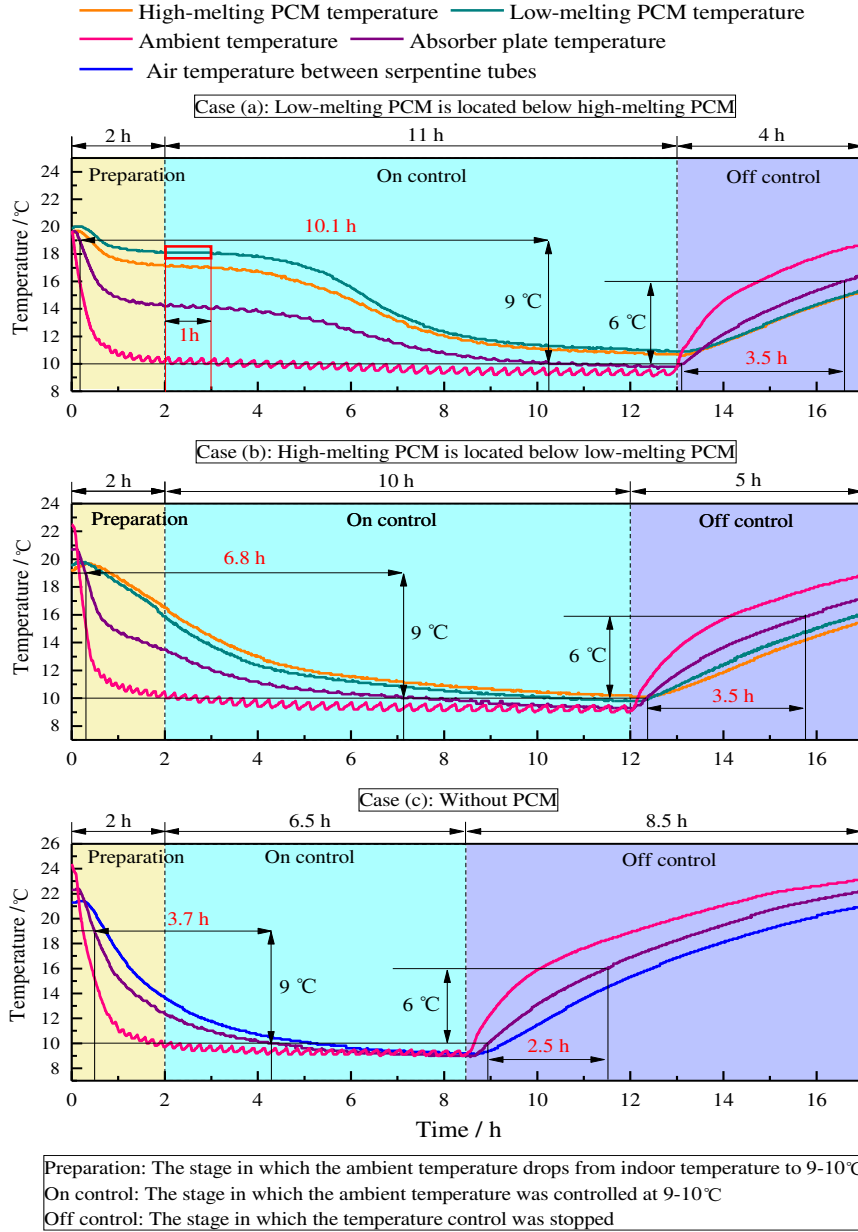 High-melting PCM temperature Low-melting PCM temperature
Ambient temperature Absorber plate temperature
Air temperature between serpentine tubes
Case (a): Low-melting PCM is located below high-melting PCM
2 h 11 h 4 h
Preparation On control Off control
10.1 h
9 ℃
6 ℃
1h
3.5 h
Temperature /℃
24
22
20
18
16
14
12
10
8
0 2 4 6 8 10 12 14 16
Case (b): High-melting PCM is located below low-melting PCM
2 h 10 h 5 h
Preparation On control Off control
6.8 h
9 ℃
6 ℃
3.5 h
Temperature /℃
24
22
20
18
16
14
12
10
8
0 2 4 6 8 10 12 14 16
Case (c): Without PCM
2 h 6.5 h 8.5 h
Preparation On control Off control
3.7 h
9 ℃
6 ℃
2.5 h
Temperature /℃
26
24
22
20
18
16
14
12
10
8
0 2 4 6 8 10 12 14 16
Time / h
Preparation: The stage in which the ambient temperature drops from indoor temperature to 9-10℃
On control: The stage in which the ambient temperature was controlled at 9-10℃
Off control: The stage in which the temperature control was stopped